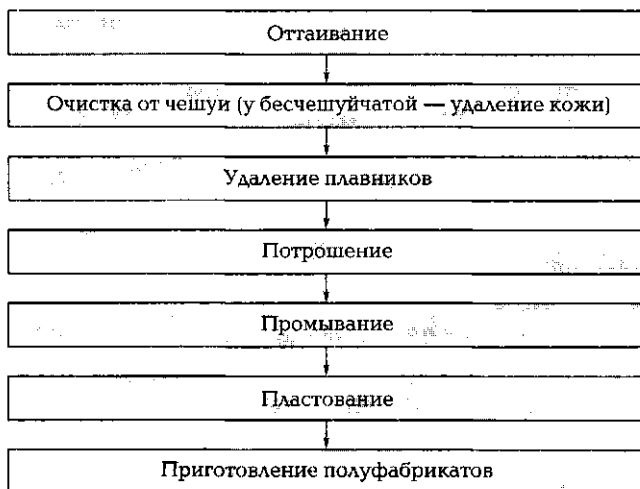 Оттаивание
Очистка от чешуи (у бесчешуйчатой — удаление кожи)
Удаление плавников
Потрошение
Промывание
Пластование
Приготовление полуфабрикатов